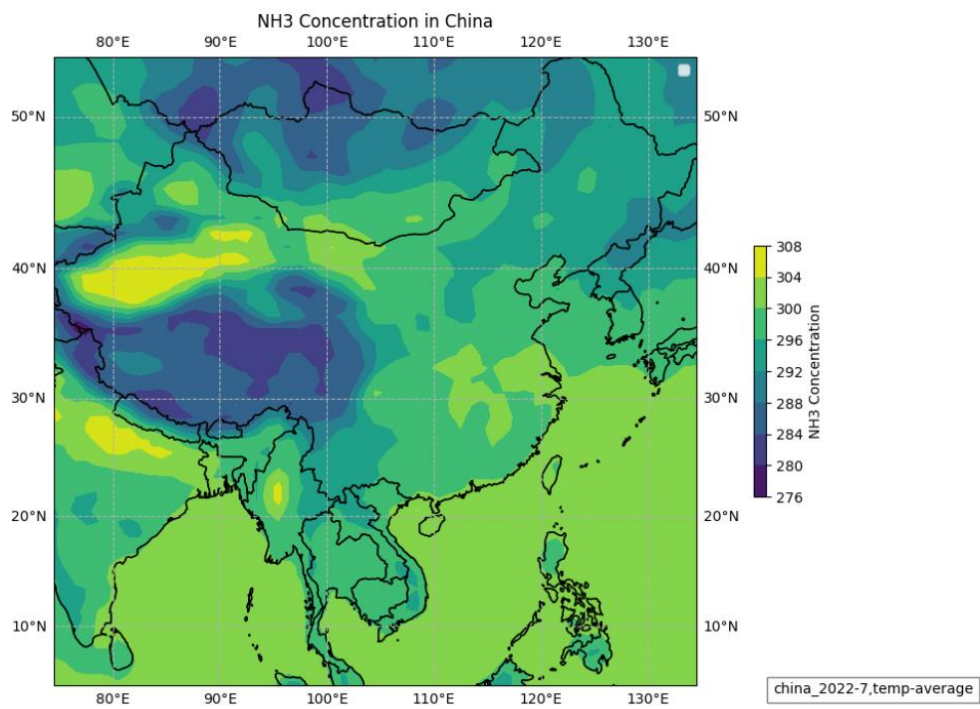 NH3 Concentration in China
80°E 90°E 100°E 110°E 120°E 130°E
50°N 50°N
40°N 40°N
30°N 30°N
20°N 20°N
10°N 10°N
80°E 90°E 100°E 110°E 120°E 130°E
308
304
300
296
292
288
284
280
276
NH3 Concentration
china_2022-7,temp-average